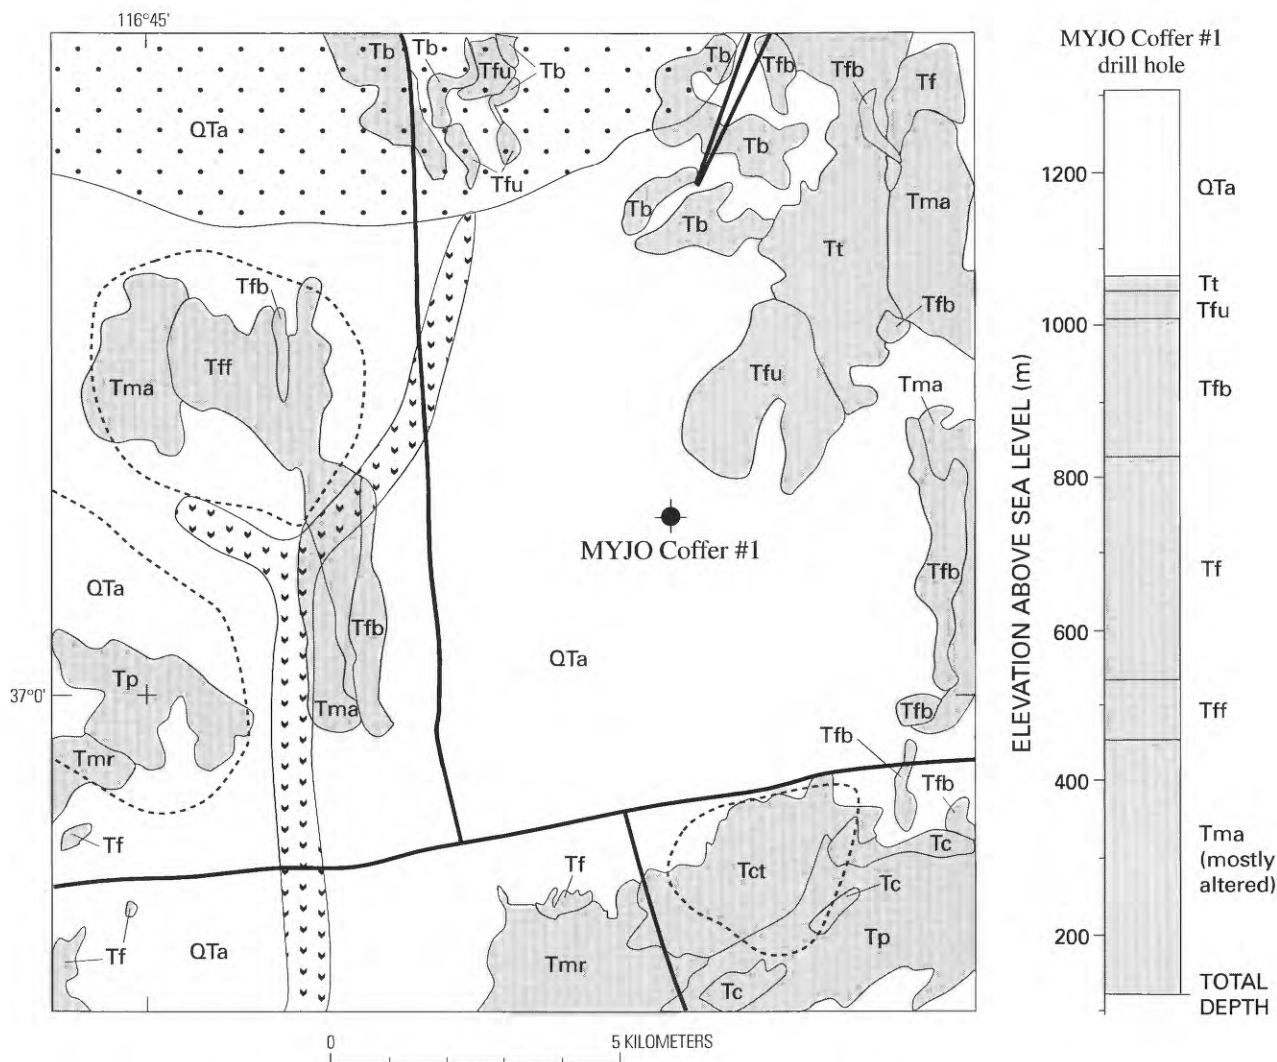 116°45'
MYJO Coffer #1
drill hole
Tb
Tb
Tfu
Tb
Tb
Tfb
Tfb
Tf
QTa
Tb
Tfu
Tma
Tb
Tb
Tt
Tfb
Tfb
Tff
Tma
Tfu
Tma
MYJO Coffer #1
QTa
Tfb
Tfb
QTa
Tp
37°0'
Tma
Tfb
Tmr
Tfb
Tfb
Tf
Tf
Tct
Tc
Tc
Tf
QTa
Tmr
Tp
Tc
0
5 KILOMETERS
ELEVATION ABOVE SEA LEVEL (m)
1200
1000
800
600
400
200
QTa
Tt
Tfu
Tfb
Tf
Tff
Tma
(mostly
altered)
TOTAL
DEPTH